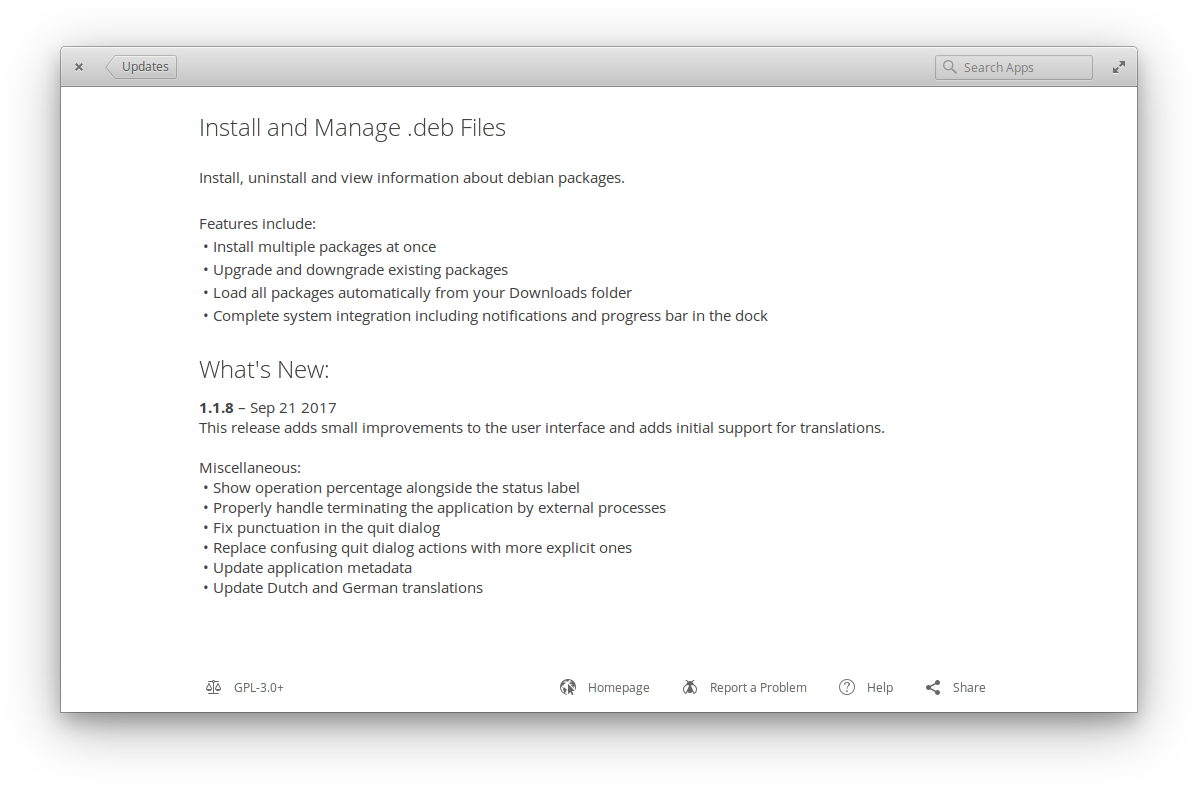 Updates
Search Apps
Install and Manage .deb Files
Install, uninstall and view information about debian packages.
Features include:
• Install multiple packages at once
• Upgrade and downgrade existing packages
• Load all packages automatically from your Downloads folder
• Complete system integration including notifications and progress bar in the dock
What's New:
1.1.8 – Sep 21 2017
This release adds small improvements to the user interface and adds initial support for translations.
Miscellaneous:
• Show operation percentage alongside the status label
• Properly handle terminating the application by external processes
• Fix punctuation in the quit dialog
• Replace confusing quit dialog actions with more explicit ones
• Update application metadata
• Update Dutch and German translations
GPL-3.0+
Homepage
Report a Problem
Help
Share